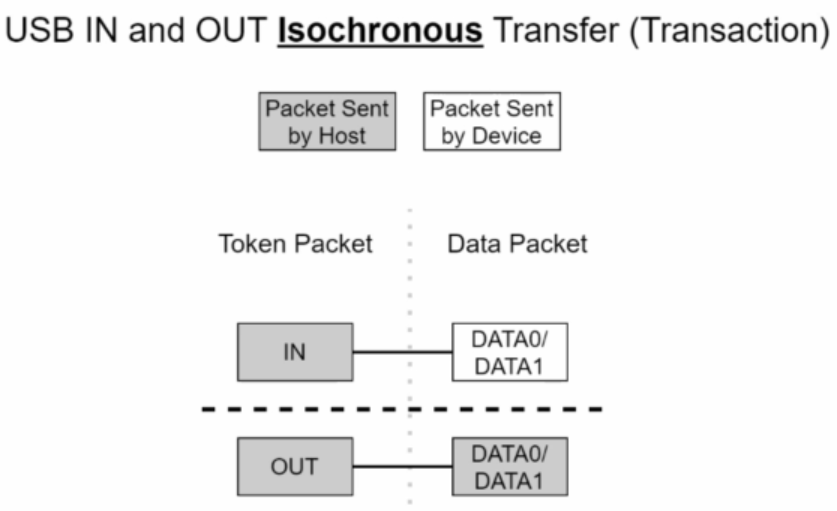 USB IN and OUT Isochronous Transfer (Transaction)
Packet Sent
by Host
Packet Sent
by Device
Token Packet
Data Packet
IN
DATA0/
DATA1
OUT
DATA0/
DATA1